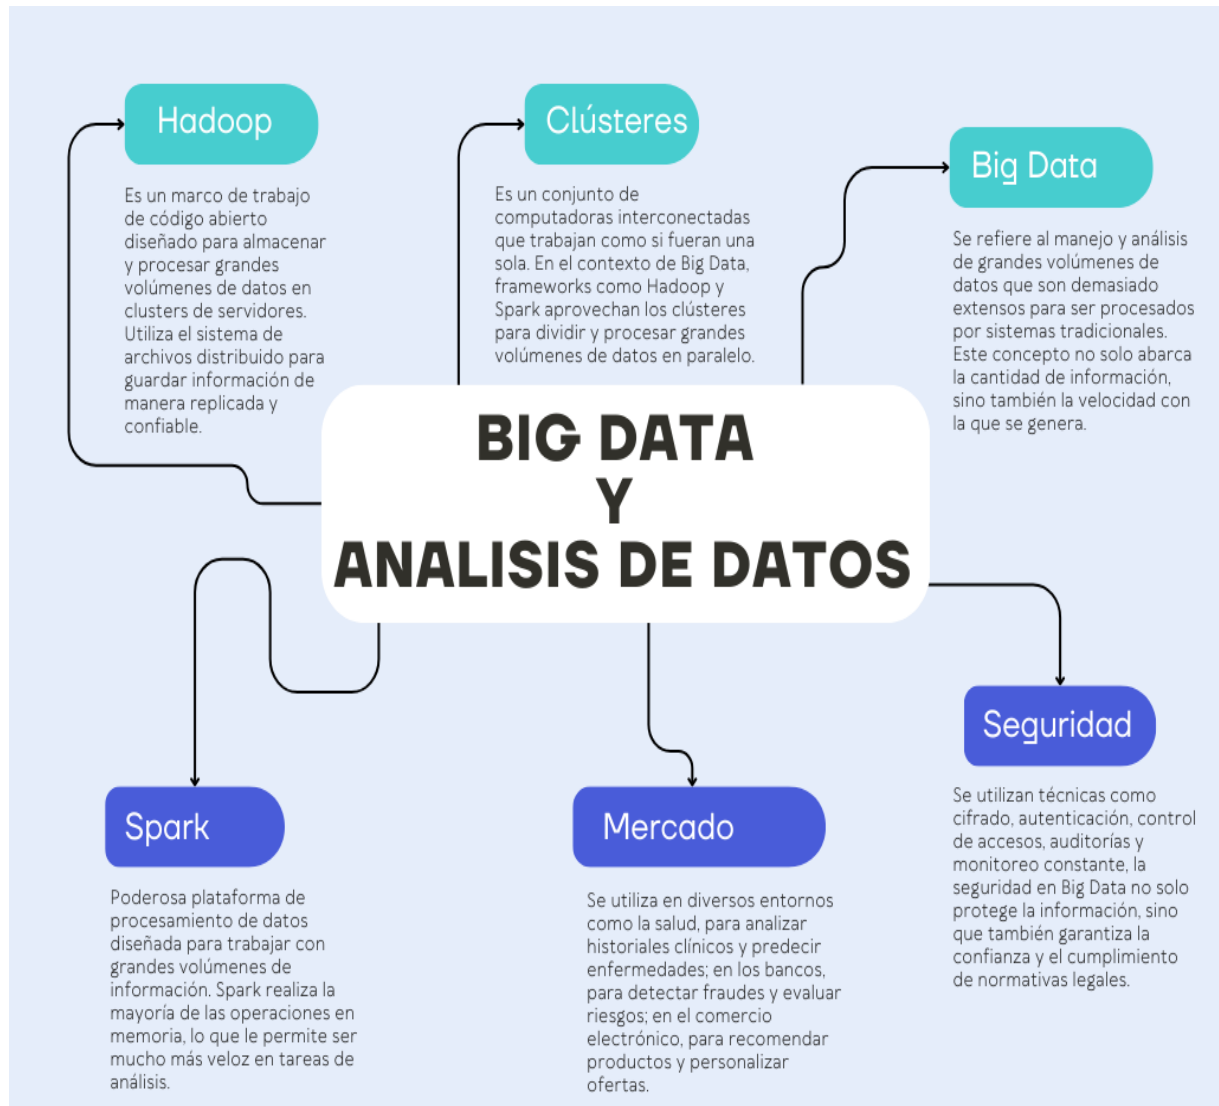 Hadoop
Es un marco de trabajo
de código abierto
diseñado para almacenar
y procesar grandes
volúmenes de datos en
clusters de servidores.
Utiliza el sistema de
archivos distribuido para
guardar información de
manera replicada y
confiable.
Clústeres
Es un conjunto de
computadoras interconectadas
que trabajan como si fueran una
sola. En el contexto de Big Data,
frameworks como Hadoop y
Spark aprovechan los clústeres
para dividir y procesar grandes
volúmenes de datos en paralelo.
Big Data
Se refiere al manejo y análisis
de grandes volúmenes de
datos que son demasiado
extensos para ser procesados
por sistemas tradicionales.
Este concepto no solo abarca
la cantidad de información,
sino también la velocidad con
la que se genera.
BIG DATA
Y
ANALISIS DE DATOS
Spark
Poderosa plataforma de
procesamiento de datos
diseñada para trabajar con
grandes volúmenes de
información. Spark realiza la
mayoría de las operaciones en
memoria, lo que le permite ser
mucho más veloz en tareas de
análisis.
Mercado
Se utiliza en diversos entornos
como la salud, para analizar
historiales clínicos y predecir
enfermedades; en los bancos,
para detectar fraudes y evaluar
riesgos; en el comercio
electrónico, para recomendar
productos y personalizar
ofertas.
Seguridad
Se utilizan técnicas como
cifrado, autenticación, control
de accesos, auditorías y
monitoreo constante, la
seguridad en Big Data no solo
protege la información, sino
que también garantiza la
confianza y el cumplimiento
de normativas legales.